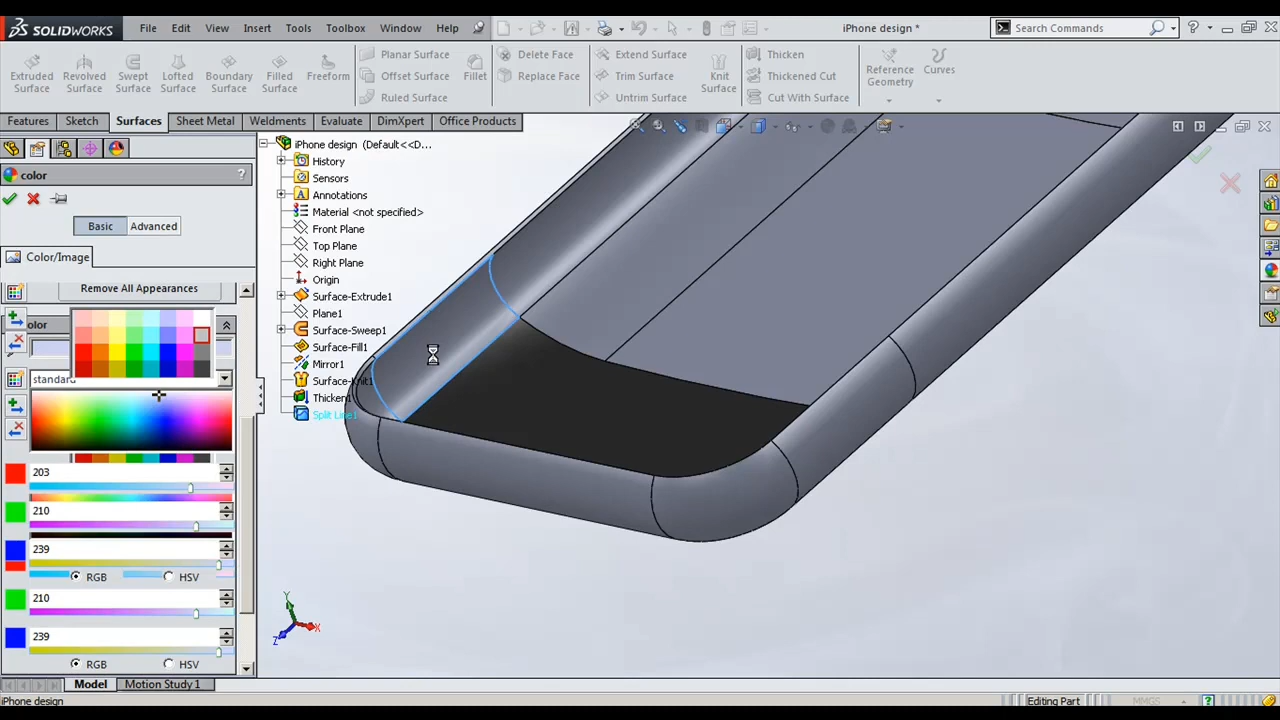 SOLIDWORKS File Edit View Insert Tools Toolbox Window Help iPhone design * Search Commands
Extruded Surface Revolved Surface Swept Surface Lofted Surface Boundary Surface Filled Surface Freeform
Planar Surface
Offset Surface
Ruled Surface
Fillet
Delete Face
Replace Face
Extend Surface
Trim Surface
Untrim Surface
Knit Surface
Thicken
Thickened Cut
Cut With Surface
Reference Geometry
Curves
Features Sketch Surfaces Sheet Metal Weldments Evaluate DimXpert Office Products
color ?
Basic Advanced
Color/Image
Remove All Appearances
olor
standard
203
210
239
RGB HSV
210
239
RGB HSV
iPhone design (Default<<D...
History
Sensors
Annotations
Material <not specified>
Front Plane
Top Plane
Right Plane
Origin
Surface-Extrude1
Plane1
Surface-Sweep1
Surface-Fill1
Mirror1
Surface-Knit1
Thicken1
Split Line1
Y
X
Z
Model Motion Study 1
iPhone design Editing Part MMGS ?